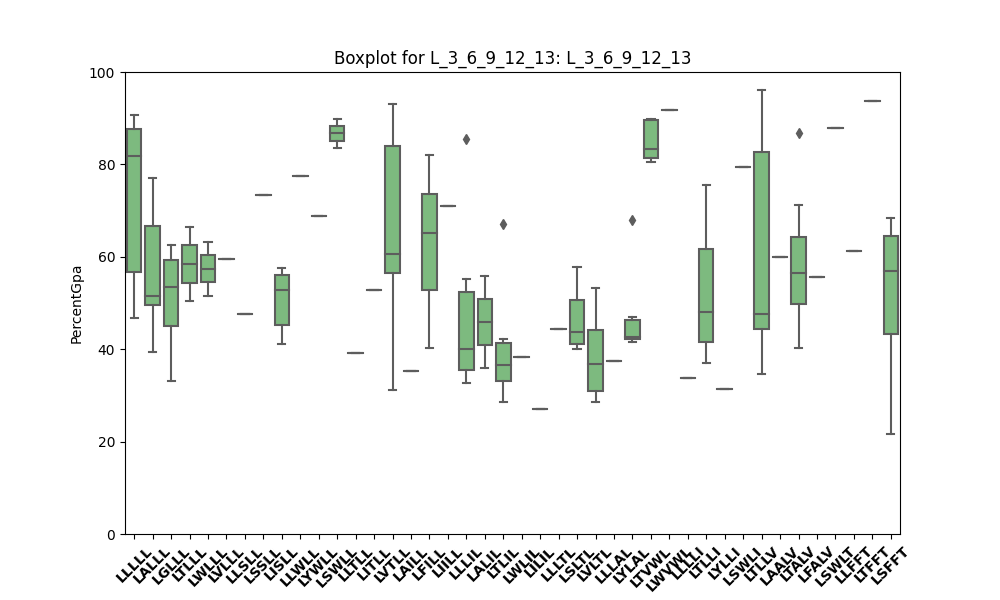 Boxplot for L_3_6_9_12_13: L_3_6_9_12_13
100
80
60
40
20
0
PercentGpa
LLLLL
LALLL
LGLLL
LTLLL
LWLLL
LVLLL
LLSLL
LSSLL
LISLL
LLWLL
LYWLL
LSWLL
LLTLL
LITLL
LVTLL
LAILL
LFILL
LIILL
LLLIL
LALIL
LTLIL
LWLIL
LILIL
LLLTL
LSLTL
LVLTL
LLLAL
LYLAL
LTVWL
LLLLI
LTLLI
LYLLI
LSWLI
LTLLV
LAALV
LTALV
LFALV
LSWLT
LLFFT
LTFFT
LSFFT